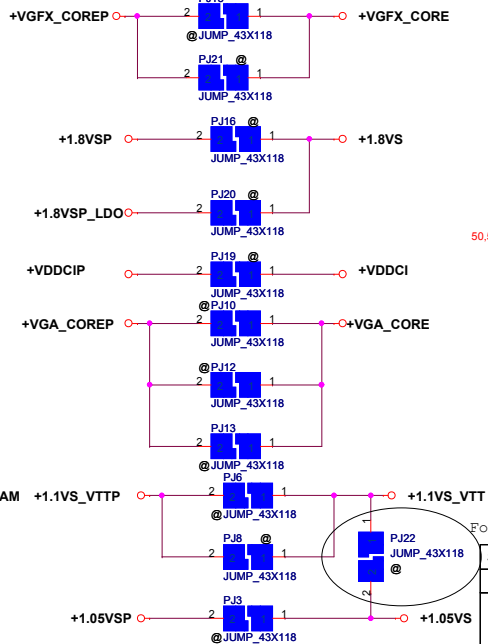 +VGFX_COREP 2 1 +VGFX_CORE
@ JUMP_43X118
PJ21 @
2 1
JUMP_43X118
PJ16 @
+1.8VSP 2 1 +1.8VS
JUMP_43X118
PJ20 @
+1.8VSP_LDO 2 1
JUMP_43X118
50,5
PJ19 @
+VDDCIP 2 1 +VDDCI
JUMP_43X118
@ PJ10
+VGA_COREP 2 1 +VGA_CORE
JUMP_43X118
@ PJ12
2 1
JUMP_43X118
PJ13
2 1
@ JUMP_43X118
PJ6
AM +1.1VS_VTTP 2 1 +1.1VS_VTT
@ JUMP_43X118
1
Fo
PJ8 @
2 1
JUMP_43X118
PJ22
JUMP_43X118
@
2
PJ3
+1.05VSP 2 1 +1.05VS
@ JUMP_43X118